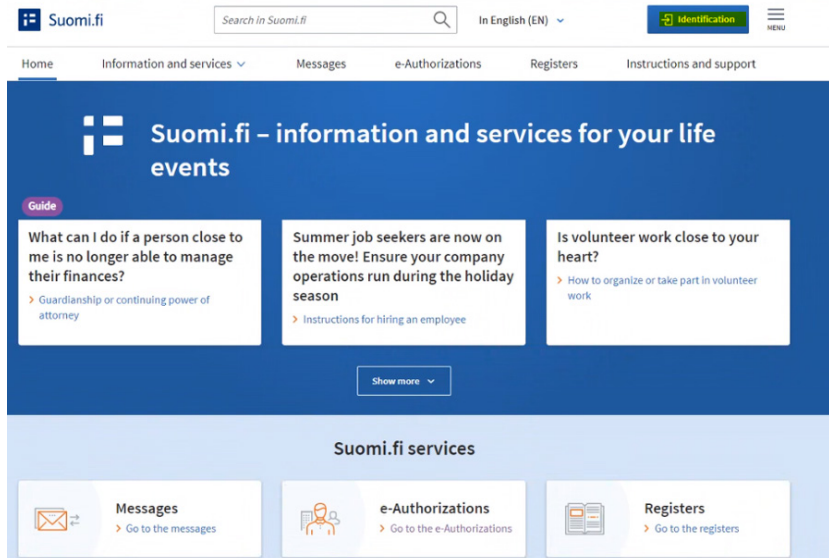 Suomi.fi
Search in Suomi.fi
In English (EN)
Identification
MENU
Home
Information and services
Messages
e-Authorizations
Registers
Instructions and support
Suomi.fi – information and services for your life
events
Guide
What can I do if a person close to
me is no longer able to manage
their finances?
Guardianship or continuing power of
attorney
Summer job seekers are now on
the move! Ensure your company
operations run during the holiday
season
Instructions for hiring an employee
Is volunteer work close to your
heart?
How to organize or take part in volunteer
work
Show more
Suomi.fi services
Messages
Go to the messages
e-Authorizations
Go to the e-Authorizations
Registers
Go to the registers